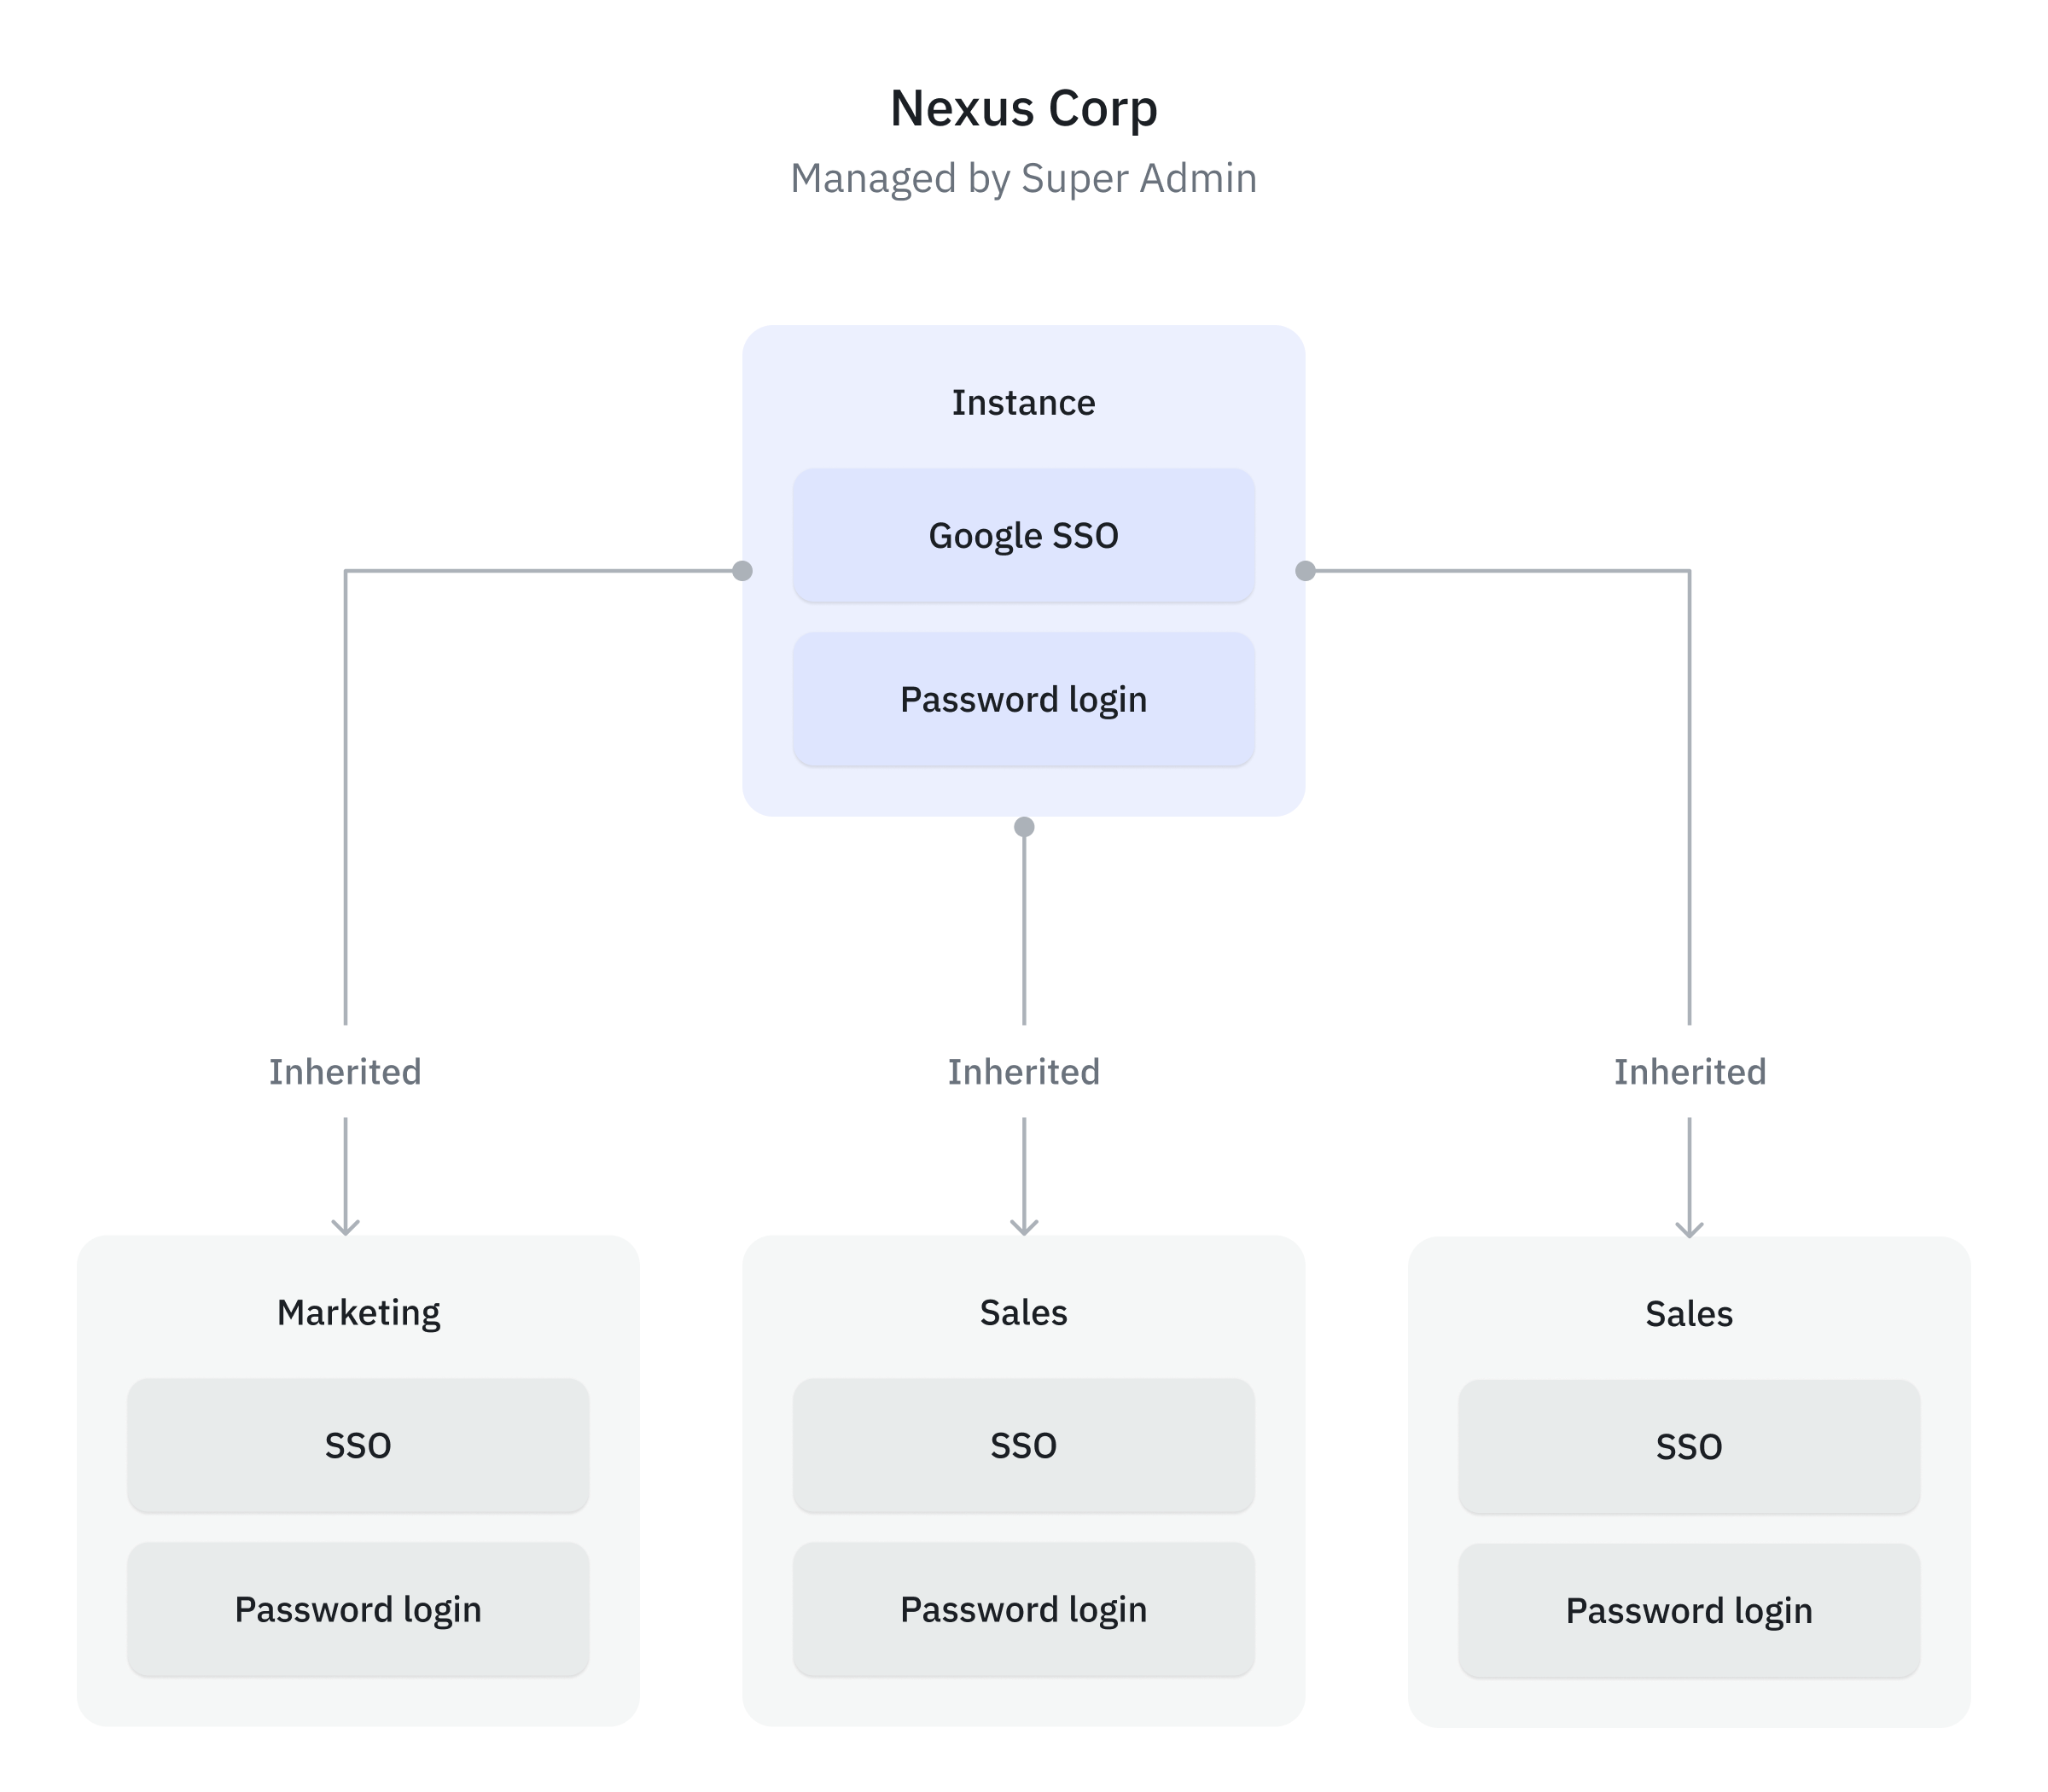 Nexus Corp
Managed by Super Admin
Instance
Google SSO
Password login
Inherited
Inherited
Inherited
Marketing
SSO
Password login
Sales
SSO
Password login
Sales
SSO
Password login